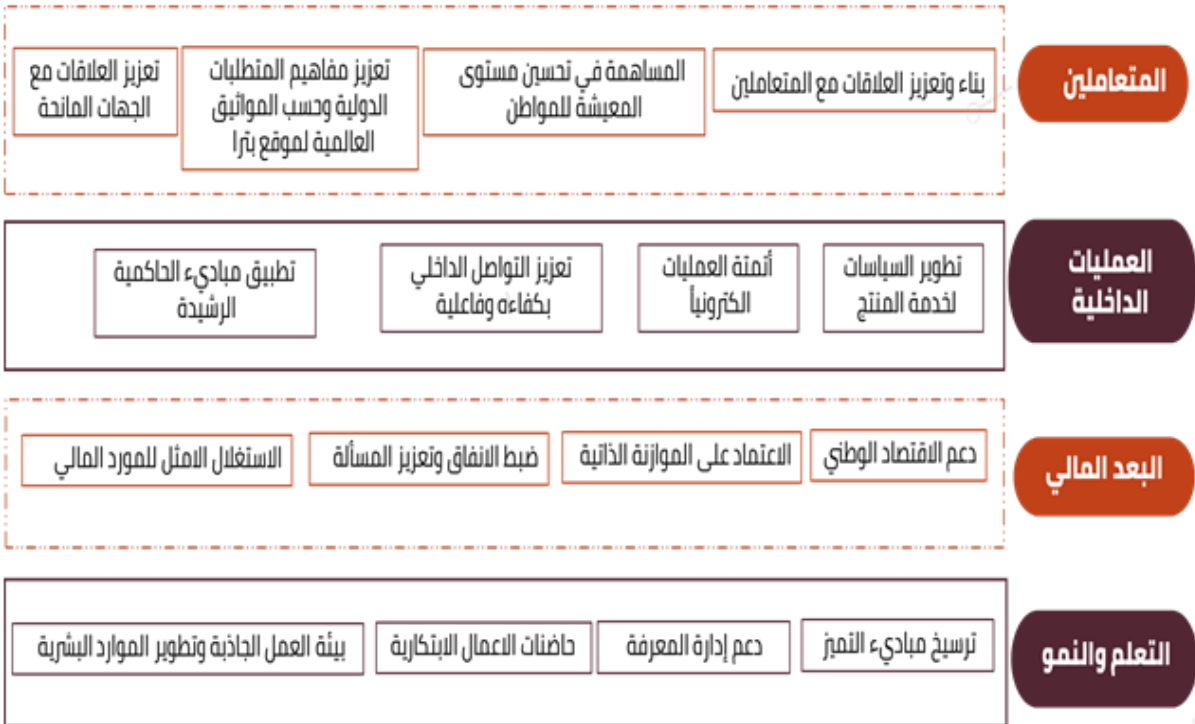 المتعاملين
بناء وتعزيز العلاقات مع المتعاملين
المساهمة في تحسين مستوى
المعيشة للمواطن
تعزيز مفاهيم المتطلبات
الدولية وحسب المواثيق
العالمية لموقع بترا
تعزيز العلاقات مع
الجهات المانحة
العمليات
الداخلية
تطوير السياسات
لخدمة المنتج
أتمتة العمليات
الكترونيأ
تعزيز التواصل الداخلي
بكفاءه وفاعلية
تطبيق مباديء الحاكمية
الرشيدة
البعد المالي
دعم الاقتصاد الوطني
الاعتماد على الموازنة الذاتية
ضبط الانفاق وتعزيز المسألة
الاستغلال الامثل للمورد المالي
التعلم والنمو
ترسيخ مباديء التميز
دعم إدارة المعرفة
حاضنات الاعمال الابتكارية
بيئة العمل الجاذبة وتطوير الموارد البشرية